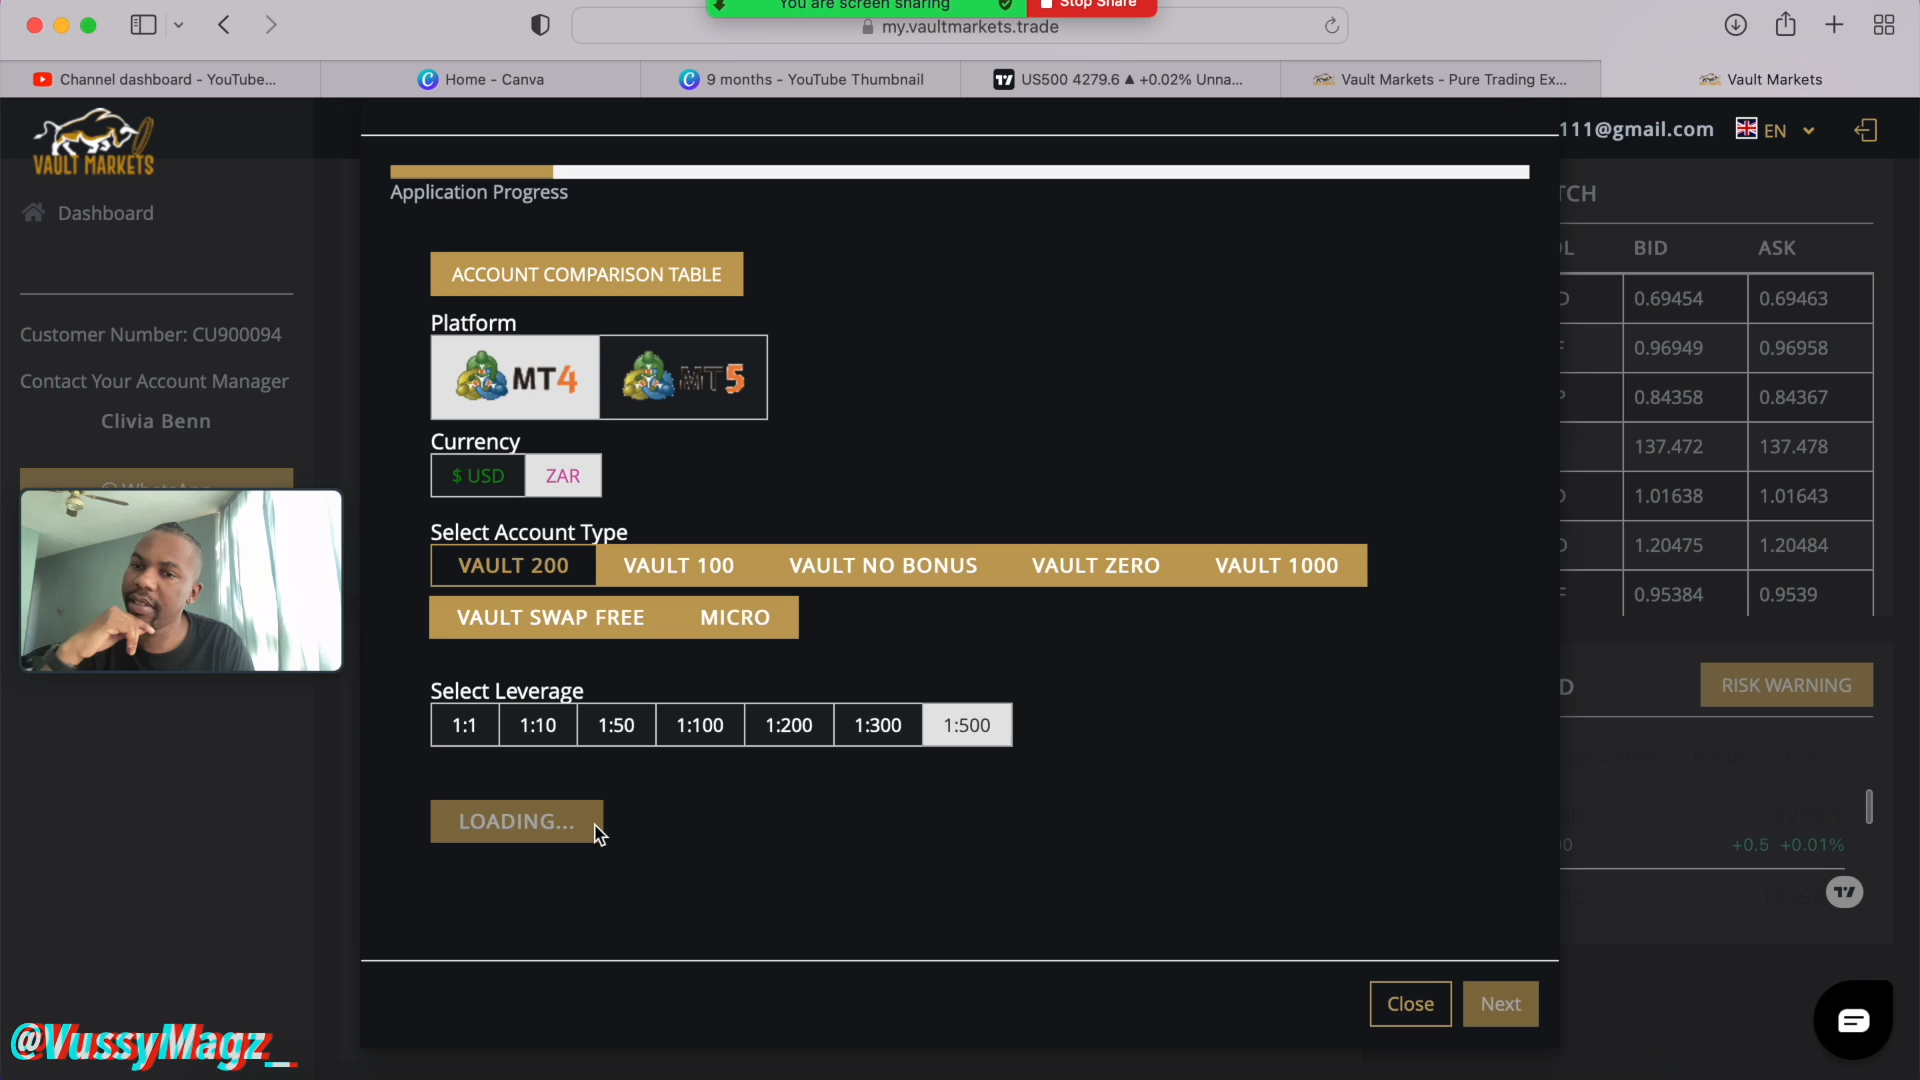 You are screen sharing
Stop Share
my.vaultmarkets.trade
Channel dashboard - YouTube...
Home - Canva
9 months - YouTube Thumbnail
US500 4279.6 ▲ +0.02% Unna...
Vault Markets - Pure Trading Ex...
Vault Markets
VAULT MARKETS
111@gmail.com
EN
Dashboard
Customer Number: CU900094
Contact Your Account Manager
Clivia Benn
Application Progress
ACCOUNT COMPARISON TABLE
Platform
MT4
MT5
Currency
$ USD
ZAR
Select Account Type
VAULT 200
VAULT 100
VAULT NO BONUS
VAULT ZERO
VAULT 1000
VAULT SWAP FREE
MICRO
Select Leverage
1:1
1:10
1:50
1:100
1:200
1:300
1:500
LOADING...
Close
Next
TCH
BID
ASK
0.69454
0.69463
0.96949
0.96958
0.84358
0.84367
137.472
137.478
1.01638
1.01643
1.20475
1.20484
0.95384
0.9539
RISK WARNING
+0.5 +0.01%
@VussyMagz_